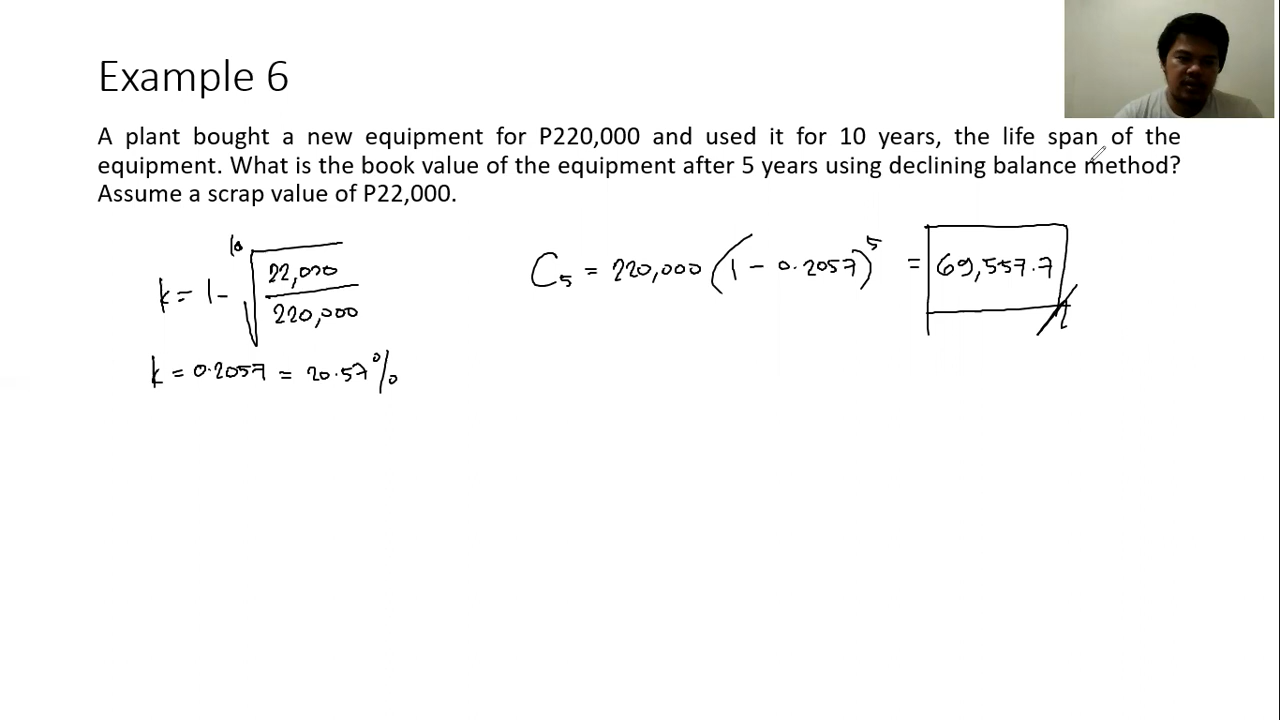 Example 6
A plant bought a new equipment for P220,000 and used it for 10 years, the life span of the
equipment. What is the book value of the equipment after 5 years using declining balance method?
Assume a scrap value of P22,000.
k = 1 - 10√(22,000 / 220,000)
k = 0.2057 = 20.57%
C5 = 220,000 (1 - 0.2057)^5 = 69,557.7